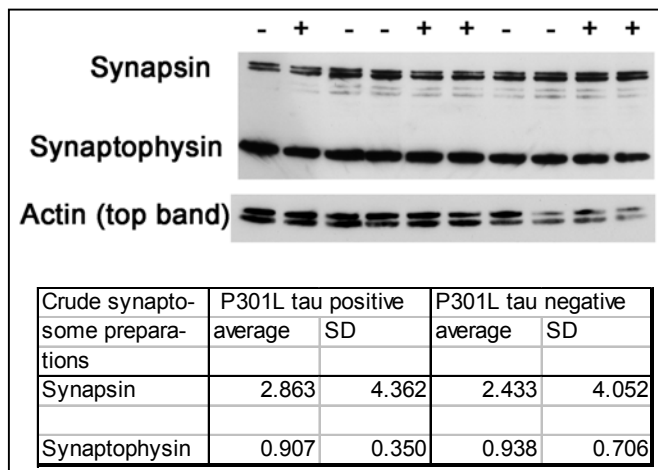 - + - - + + - - + +
Synapsin
Synaptophysin
Actin (top band)
Crude synapto- P301L tau positive P301L tau negative
some prepara- average SD average SD
tions
Synapsin 2.863 4.362 2.433 4.052
Synaptophysin 0.907 0.350 0.938 0.706